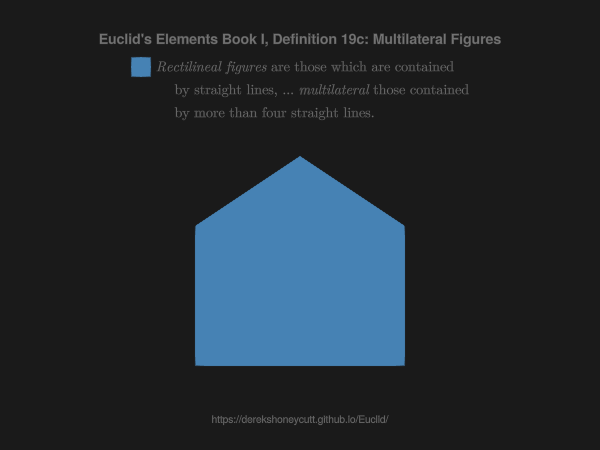 Euclid's Elements Book I, Definition 19c: Multilateral Figures
Rectilineal figures are those which are contained
by straight lines, ... multilateral those contained
by more than four straight lines.
https://derekshoneycutt.github.io/Euclid/